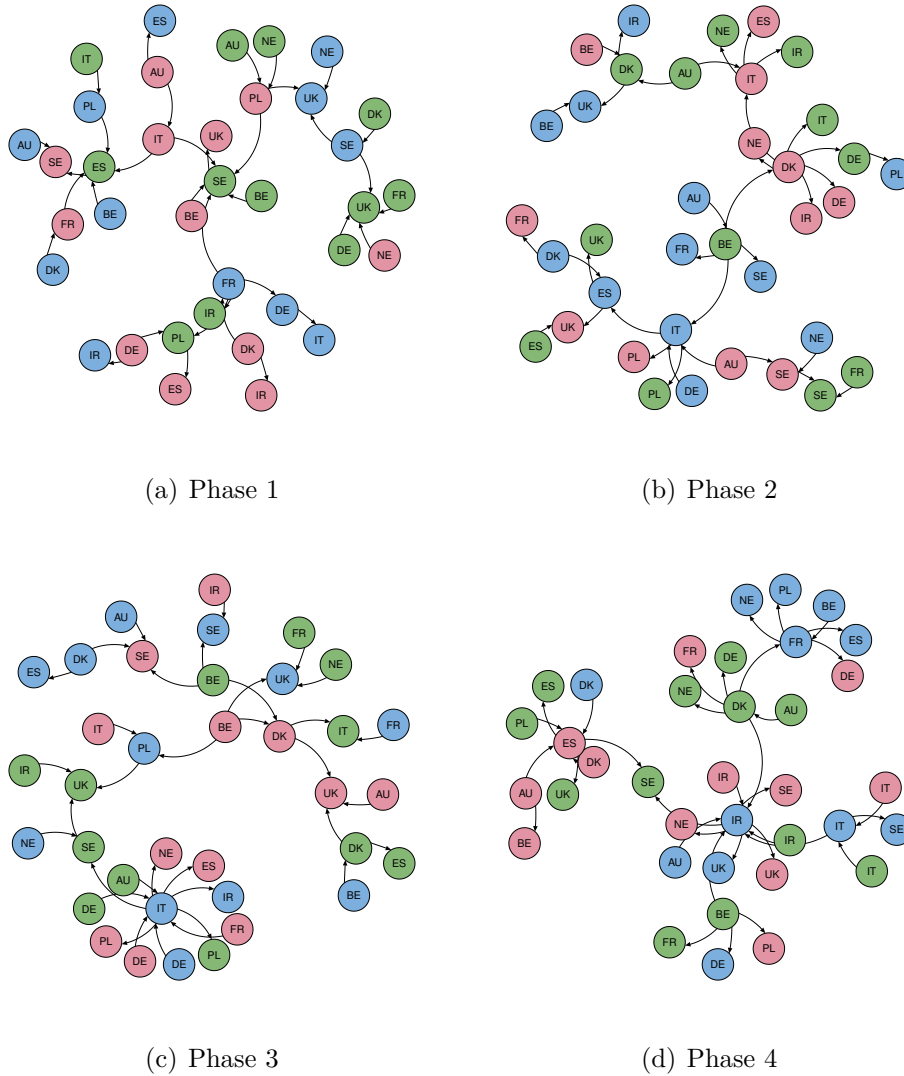 ES
AU NE NE
IT AU
PL PL UK
DK
AU UK SE
SE ES IT
SE
BE FR
BE BE UK
FR DE NE
DK
FR DE
IR IT
IR DE PL DK
ES IR
(a) Phase 1
IR ES
BE NE IR
DK AU IT
UK IT
BE
NE DK DE
PL
AU DE
FR IR
UK BE
DK FR SE
ES
UK IT NE
ES PL AU SE FR
PL DE SE
(b) Phase 2
IR
AU SE
FR
SE
ES DK UK NE
BE
IT BE FR
PL DK IT
IR UK
UK AU
NE SE DK
ES
NE ES
AU BE
DE IT IR
PL FR
DE DE PL
(c) Phase 3
NE PL
BE
FR ES
FR DE DE
ES DK NE
DK AU
PL
ES DK
SE IR SE IT
AU UK
NE IR IT SE
IR
BE AU UK UK IT
BE
FR
DE PL
(d) Phase 4